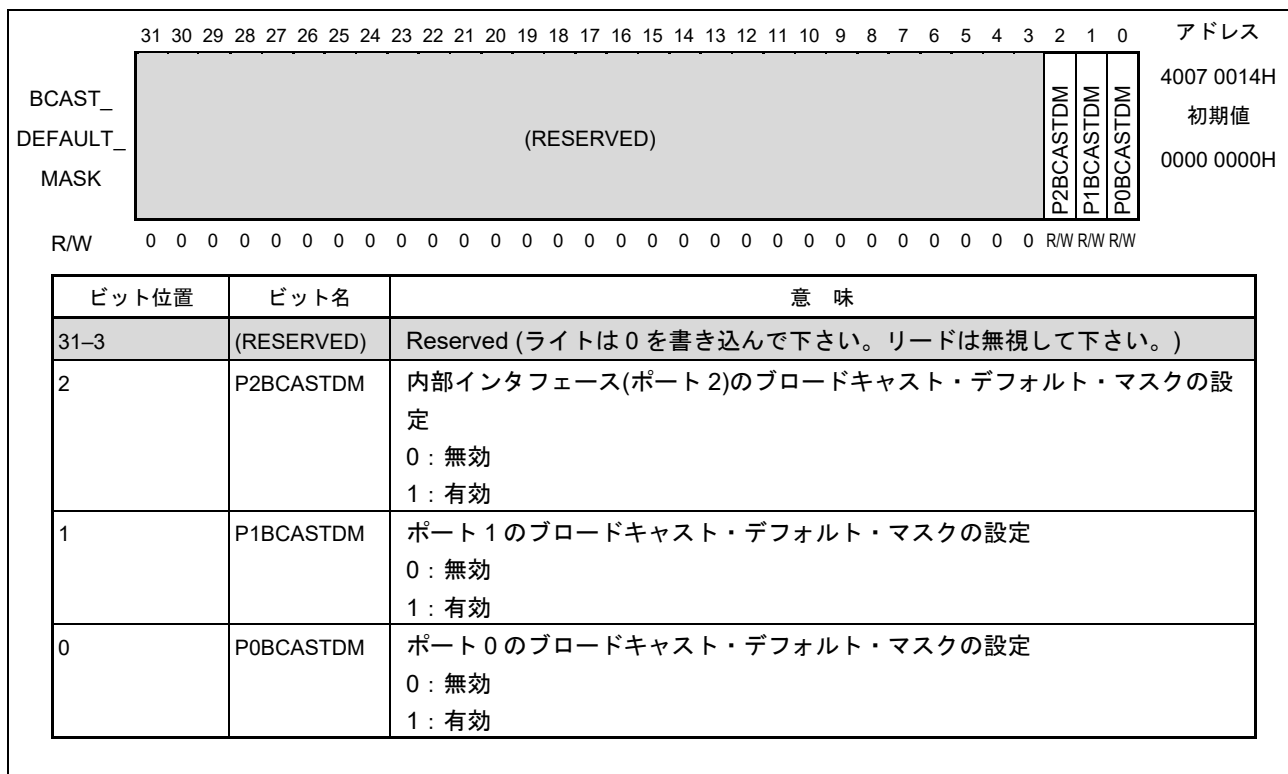 31 30 29 28 27 26 25 24 23 22 21 20 19 18 17 16 15 14 13 12 11 10 9 8 7 6 5 4 3 2 1 0 アドレス
BCAST_
DEFAULT_
MASK
(RESERVED)
P2BCASTDM
P1BCASTDM
P0BCASTDM
4007 0014H
初期値
0000 0000H
R/W 0 0 0 0 0 0 0 0 0 0 0 0 0 0 0 0 0 0 0 0 0 0 0 0 0 0 0 0 0 R/W R/W R/W
ビット位置 ビット名 意 味
31–3 (RESERVED) Reserved (ライトは 0 を書き込んで下さい。リードは無視して下さい。)
2 P2BCASTDM 内部インタフェース(ポート 2)のブロードキャスト・デフォルト・マスクの設
定
0：無効
1：有効
1 P1BCASTDM ポート 1 のブロードキャスト・デフォルト・マスクの設定
0：無効
1：有効
0 P0BCASTDM ポート 0 のブロードキャスト・デフォルト・マスクの設定
0：無効
1：有効